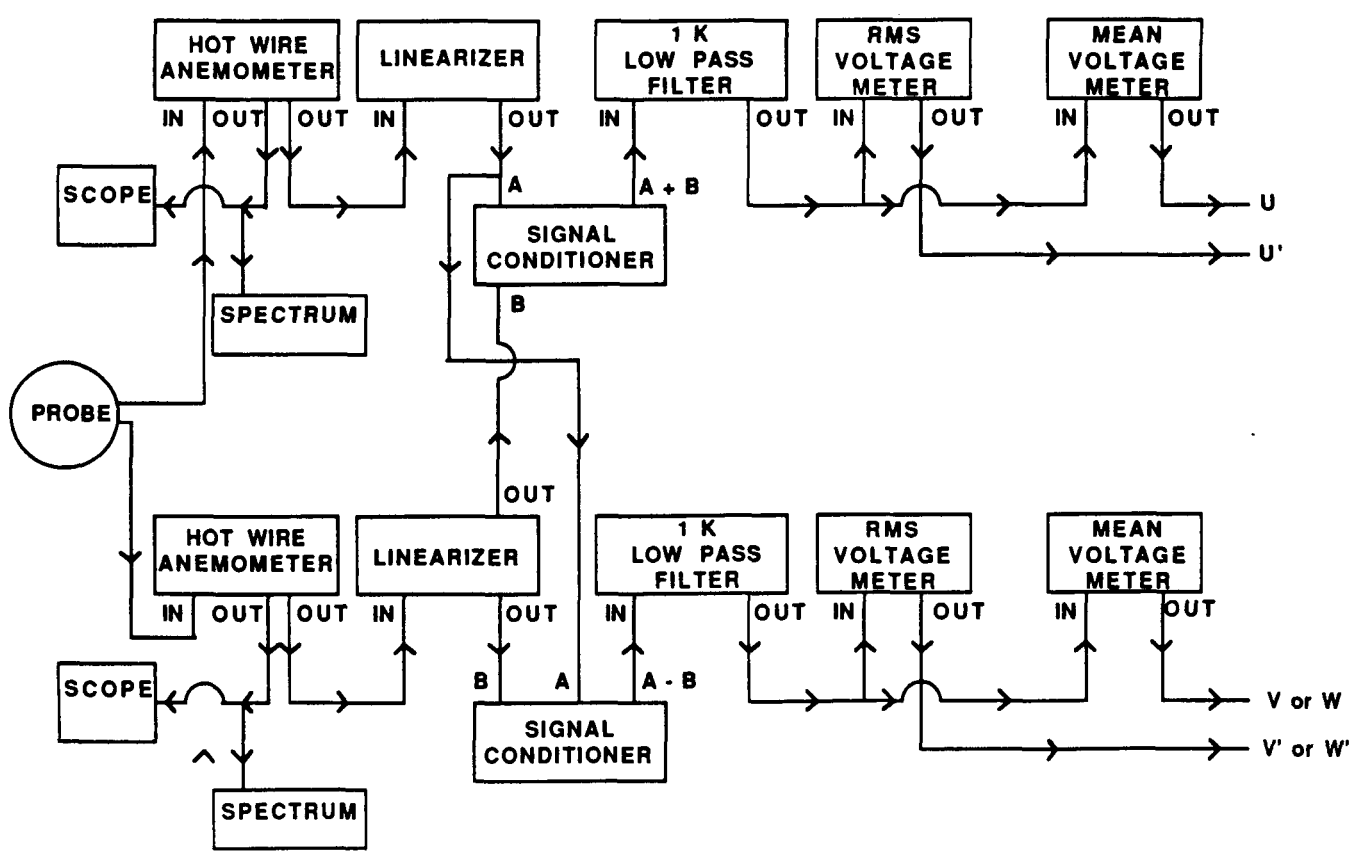 HOT WIRE
ANEMOMETER
LINEARIZER
1 K
LOW PASS
FILTER
RMS
VOLTAGE
METER
MEAN
VOLTAGE
METER
IN OUT OUT IN OUT IN OUT IN OUT IN OUT
SCOPE
A
A + B
U
SIGNAL
CONDITIONER
U'
B
SPECTRUM
PROBE
OUT
HOT WIRE
ANEMOMETER
LINEARIZER
1 K
LOW PASS
FILTER
RMS
VOLTAGE
METER
MEAN
VOLTAGE
METER
IN OUT OUT IN OUT IN OUT IN OUT IN OUT
SCOPE
B A A - B
V or W
SIGNAL
CONDITIONER
V' or W'
SPECTRUM